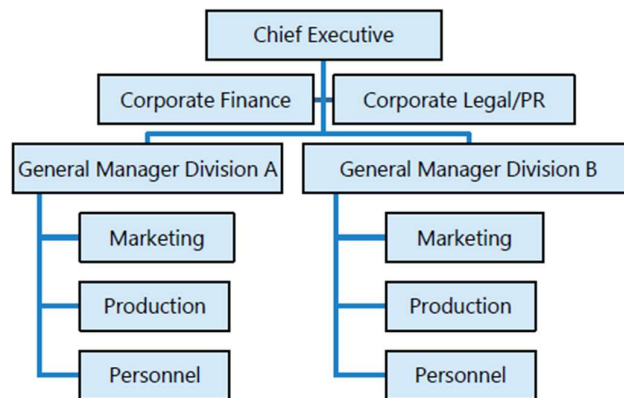 Chief Executive
Corporate Finance
Corporate Legal/PR
General Manager Division A
General Manager Division B
Marketing
Marketing
Production
Production
Personnel
Personnel